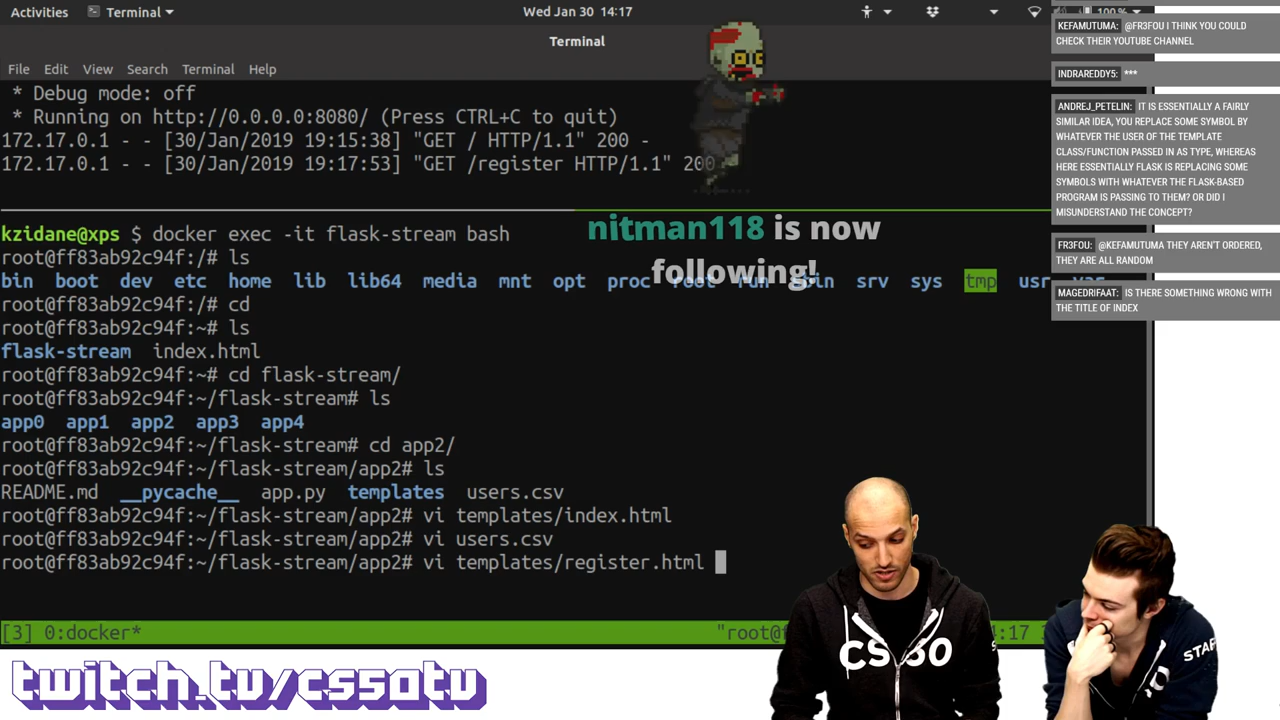 Activities
Terminal
Wed Jan 30 14:17
100 %
Terminal
File Edit View Search Terminal Help
* Debug mode: off
* Running on http://0.0.0.0:8080/ (Press CTRL+C to quit)
172.17.0.1 - - [30/Jan/2019 19:15:38] "GET / HTTP/1.1" 200 -
172.17.0.1 - - [30/Jan/2019 19:17:53] "GET /register HTTP/1.1" 200
kzidane@xps $ docker exec -it flask-stream bash
nitman118 is now
following!
root@ff83ab92c94f:/# ls
bin boot dev etc home lib lib64 media mnt opt proc root run sbin srv sys tmp usr var
root@ff83ab92c94f:/# cd
root@ff83ab92c94f:~# ls
flask-stream index.html
root@ff83ab92c94f:~# cd flask-stream/
root@ff83ab92c94f:~/flask-stream# ls
app0 app1 app2 app3 app4
root@ff83ab92c94f:~/flask-stream# cd app2/
root@ff83ab92c94f:~/flask-stream/app2# ls
README.md __pycache__ app.py templates users.csv
root@ff83ab92c94f:~/flask-stream/app2# vi templates/index.html
root@ff83ab92c94f:~/flask-stream/app2# vi users.csv
root@ff83ab92c94f:~/flask-stream/app2# vi templates/register.html
[3] 0:docker* "root@f 14:17 3
KEFAMUTUMA: @FR3FOU I THINK YOU COULD
CHECK THEIR YOUTUBE CHANNEL
INDRAREDDY5: ***
ANDREJ_PETELIN: IT IS ESSENTIALLY A FAIRLY
SIMILAR IDEA, YOU REPLACE SOME SYMBOL BY
WHATEVER THE USER OF THE TEMPLATE
CLASS/FUNCTION PASSED IN AS TYPE, WHEREAS
HERE ESSENTIALLY FLASK IS REPLACING SOME
SYMBOLS WITH WHATEVER THE FLASK-BASED
PROGRAM IS PASSING TO THEM? OR DID I
MISUNDERSTAND THE CONCEPT?
FR3FOU: @KEFAMUTUMA THEY AREN'T ORDERED,
THEY ARE ALL RANDOM
MAGEDRIFAAT: IS THERE SOMETHING WRONG WITH
THE TITLE OF INDEX
CS50
STAF
twitch.tv/cs50tv